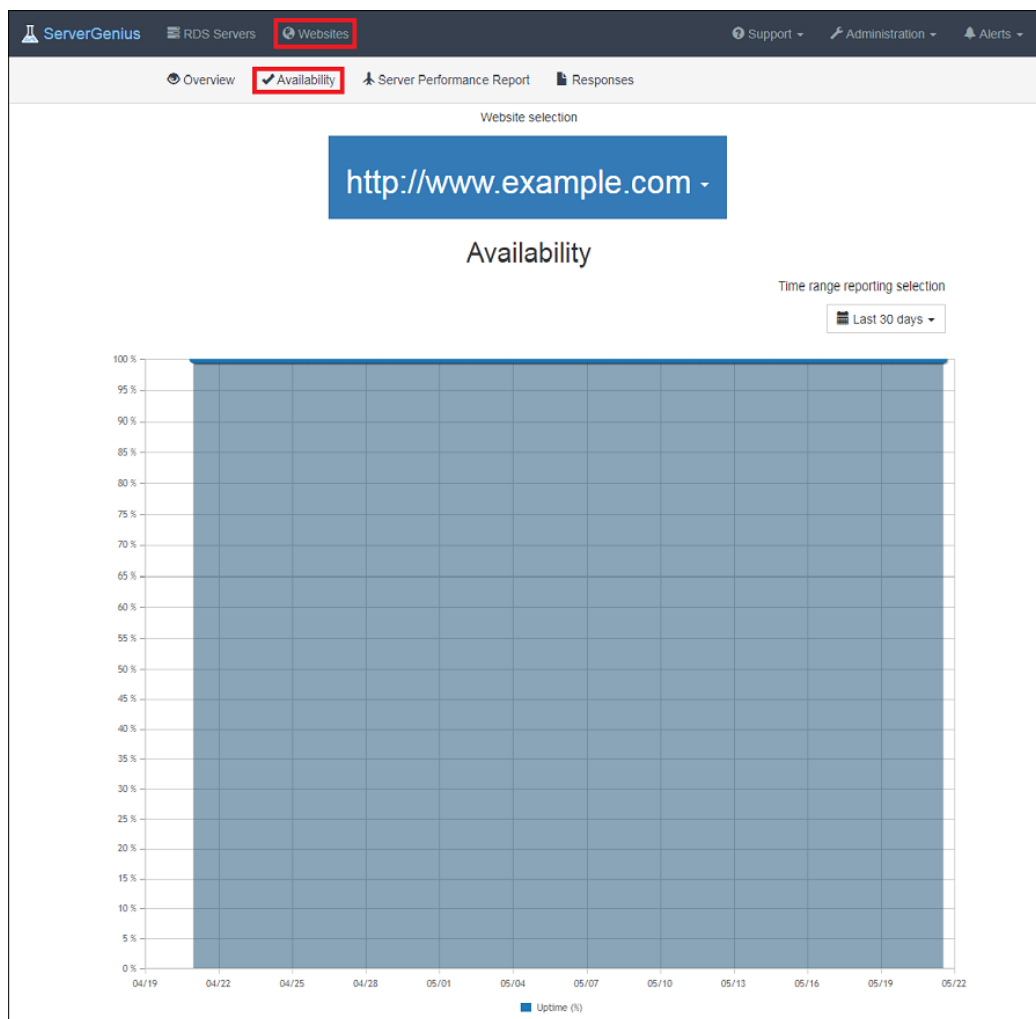 ServerGenius RDS Servers Websites Support Administration Alerts
Overview Availability Server Performance Report Responses
Website selection
http://www.example.com
Availability
Time range reporting selection
Last 30 days
100 %
95 %
90 %
85 %
80 %
75 %
70 %
65 %
60 %
55 %
50 %
45 %
40 %
35 %
30 %
25 %
20 %
15 %
10 %
5 %
0 %
04/19 04/22 04/25 04/28 05/01 05/04 05/07 05/10 05/13 05/16 05/19 05/22
Uptime (%)